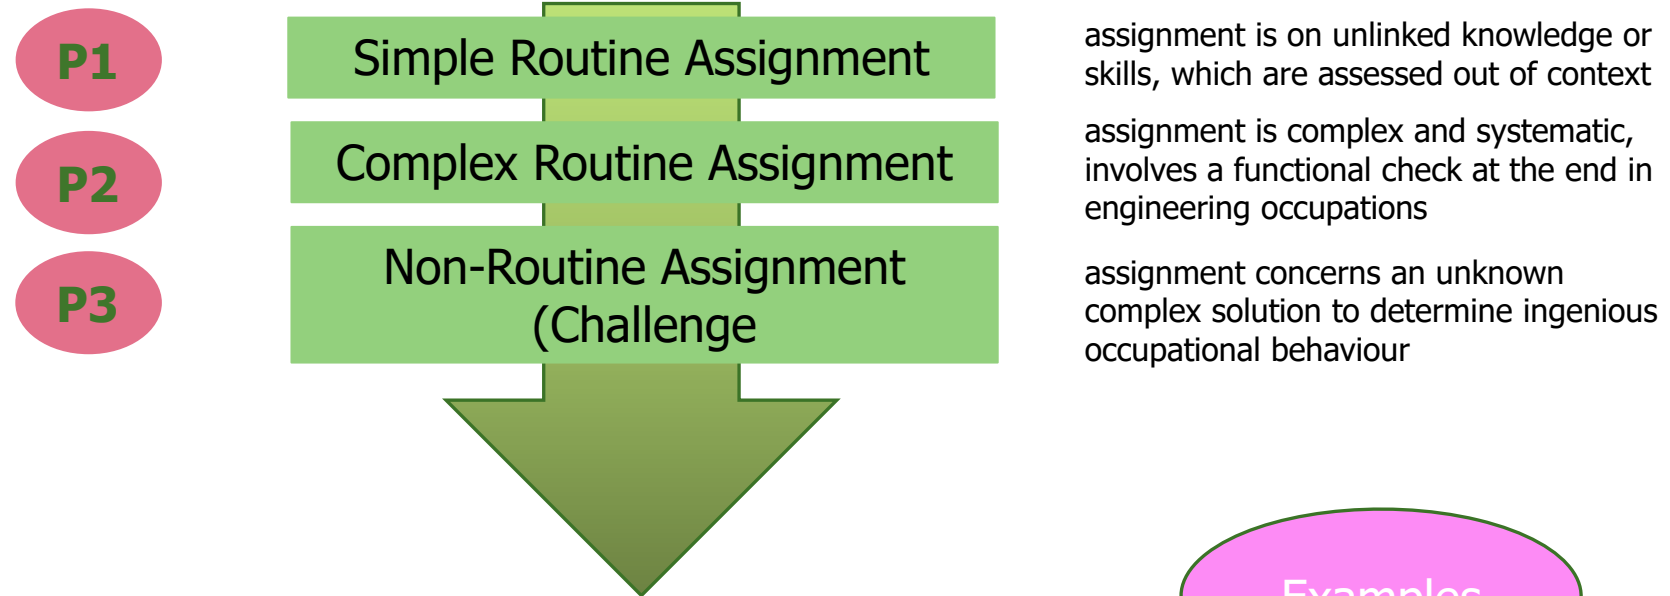 P1
Simple Routine Assignment
assignment is on unlinked knowledge or
skills, which are assessed out of context
P2
Complex Routine Assignment
assignment is complex and systematic,
involves a functional check at the end in
engineering occupations
P3
Non-Routine Assignment
(Challenge
assignment concerns an unknown
complex solution to determine ingenious
occupational behaviour
Examples